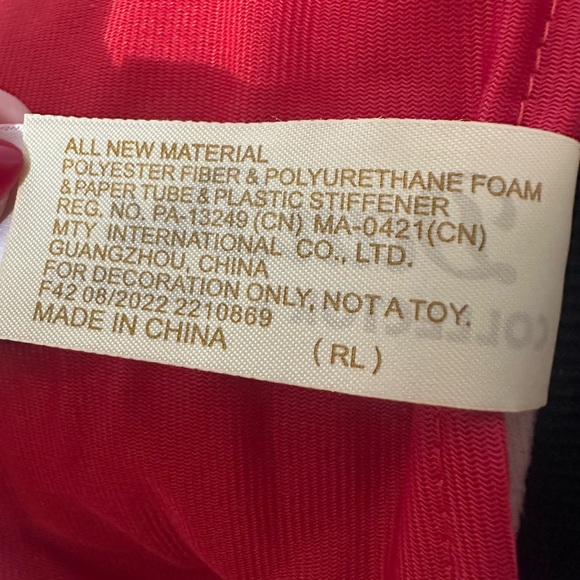 ALL NEW MATERIAL
POLYESTER FIBER & POLYURETHANE FOAM
& PAPER TUBE & PLASTIC STIFFENER
REG. NO. PA-13249 (CN) MA-0421(CN)
MTY INTERNATIONAL CO., LTD.
GUANGZHOU, CHINA
FOR DECORATION ONLY, NOT A TOY.
F42 08/2022 2210869
MADE IN CHINA (RL)